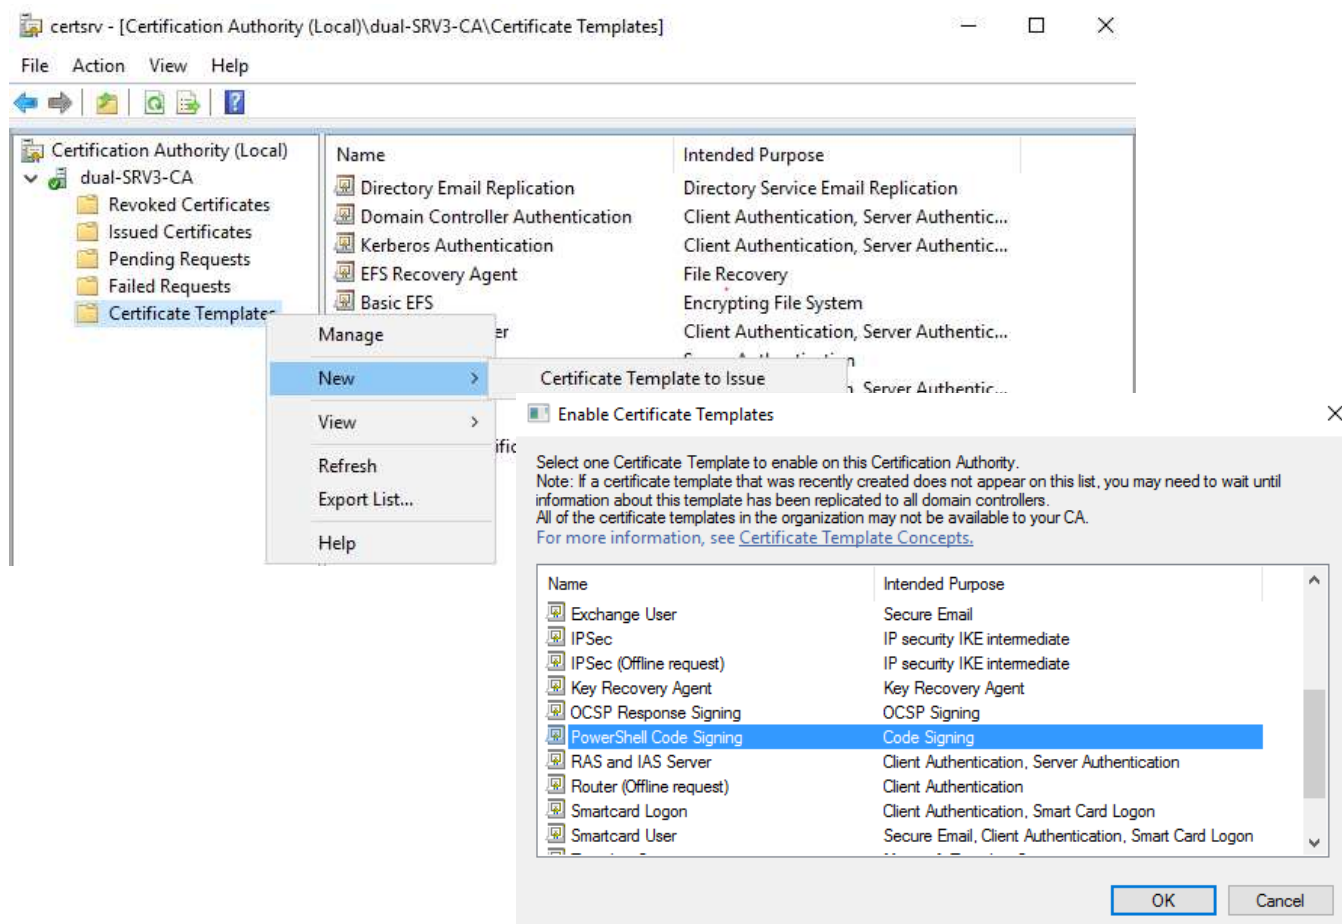 certsrv - [Certification Authority (Local)\dual-SRV3-CA\Certificate Templates]
File Action View Help
Certification Authority (Local)
dual-SRV3-CA
Revoked Certificates
Issued Certificates
Pending Requests
Failed Requests
Certificate Templates
Name Intended Purpose
Directory Email Replication Directory Service Email Replication
Domain Controller Authentication Client Authentication, Server Authentic...
Kerberos Authentication Client Authentication, Server Authentic...
EFS Recovery Agent File Recovery
Basic EFS Encrypting File System
Client Authentication, Server Authentic...
Server Authentic...
Manage
New
View
Refresh
Export List...
Help
Certificate Template to Issue
Enable Certificate Templates
Select one Certificate Template to enable on this Certification Authority.
Note: If a certificate template that was recently created does not appear on this list, you may need to wait until
information about this template has been replicated to all domain controllers.
All of the certificate templates in the organization may not be available to your CA.
For more information, see Certificate Template Concepts.
Name Intended Purpose
Exchange User Secure Email
IPSec IP security IKE intermediate
IPSec (Offline request) IP security IKE intermediate
Key Recovery Agent Key Recovery Agent
OCSP Response Signing OCSP Signing
PowerShell Code Signing Code Signing
RAS and IAS Server Client Authentication, Server Authentication
Router (Offline request) Client Authentication
Smartcard Logon Client Authentication, Smart Card Logon
Smartcard User Secure Email, Client Authentication, Smart Card Logon
OK Cancel